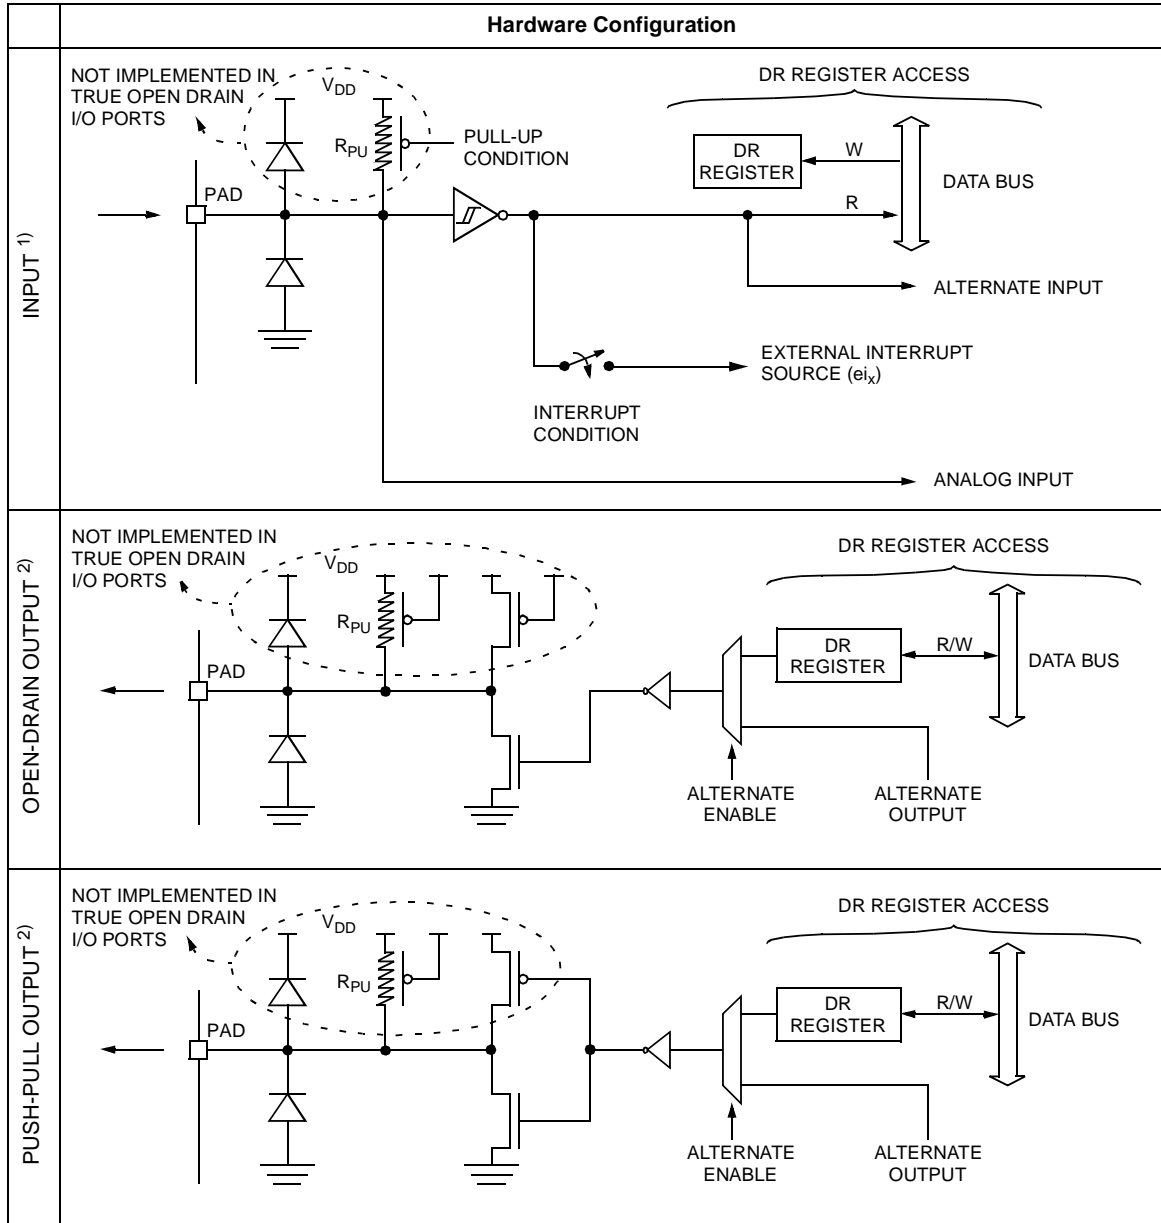 Hardware Configuration
INPUT 1)
NOT IMPLEMENTED IN
TRUE OPEN DRAIN
I/O PORTS
VDD
RPU
PULL-UP
CONDITION
PAD
DR REGISTER ACCESS
DR
REGISTER
W
R
DATA BUS
ALTERNATE INPUT
EXTERNAL INTERRUPT
SOURCE (eix)
INTERRUPT
CONDITION
ANALOG INPUT
OPEN-DRAIN OUTPUT 2)
NOT IMPLEMENTED IN
TRUE OPEN DRAIN
I/O PORTS
VDD
RPU
PAD
DR REGISTER ACCESS
DR
REGISTER
R/W
DATA BUS
ALTERNATE
ENABLE
ALTERNATE
OUTPUT
PUSH-PULL OUTPUT 2)
NOT IMPLEMENTED IN
TRUE OPEN DRAIN
I/O PORTS
VDD
RPU
PAD
DR REGISTER ACCESS
DR
REGISTER
R/W
DATA BUS
ALTERNATE
ENABLE
ALTERNATE
OUTPUT